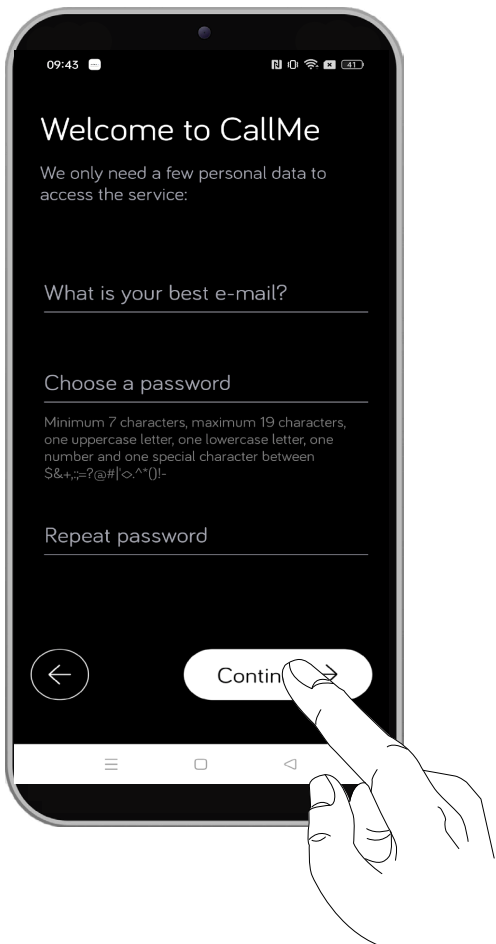 09:43
41
Welcome to CallMe
We only need a few personal data to
access the service:
What is your best e-mail?
Choose a password
Minimum 7 characters, maximum 19 characters,
one uppercase letter, one lowercase letter, one
number and one special character between
$&+,:;=?@#|'<>.^*()!-
Repeat password
Contin